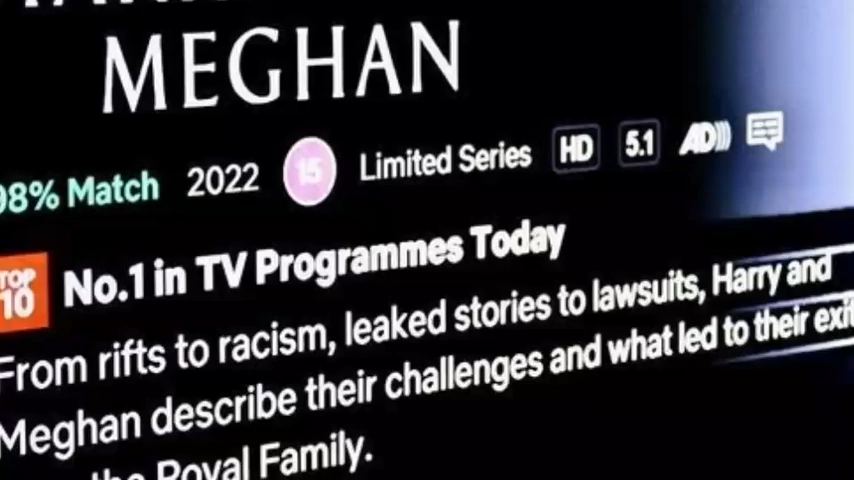 MEGHAN
98% Match 2022 15 Limited Series HD 5.1 AD
TOP 10 No.1 in TV Programmes Today
From rifts to racism, leaked stories to lawsuits, Harry and
Meghan describe their challenges and what led to their exit
the Royal Family.